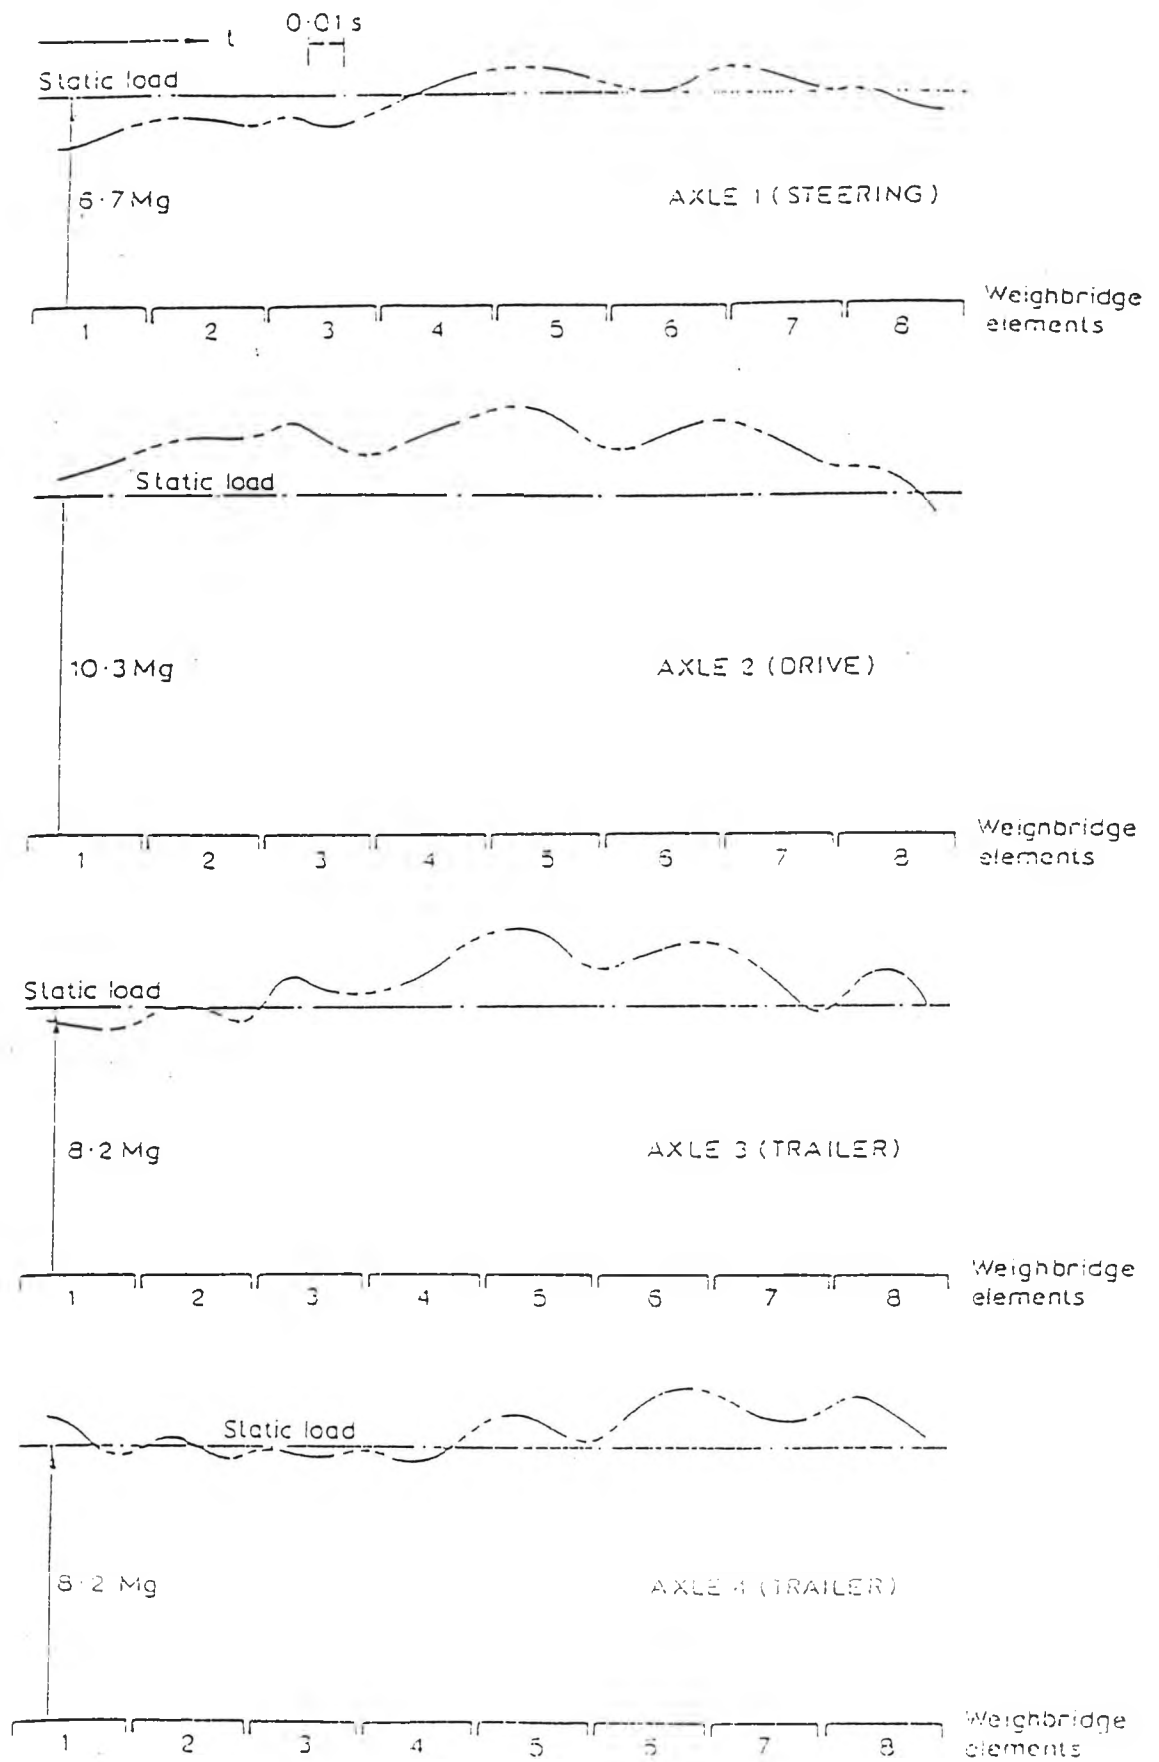 t
0·01 s
Static load
6·7 Mg
AXLE 1 (STEERING)
Weighbridge
elements
1 2 3 4 5 6 7 8
Static load
10·3 Mg
AXLE 2 (DRIVE)
Weighbridge
elements
1 2 3 4 5 6 7 8
Static load
8·2 Mg
AXLE 3 (TRAILER)
Weighbridge
elements
1 2 3 4 5 6 7 8
Static load
8·2 Mg
AXLE 4 (TRAILER)
Weighbridge
elements
1 2 3 4 5 6 7 8